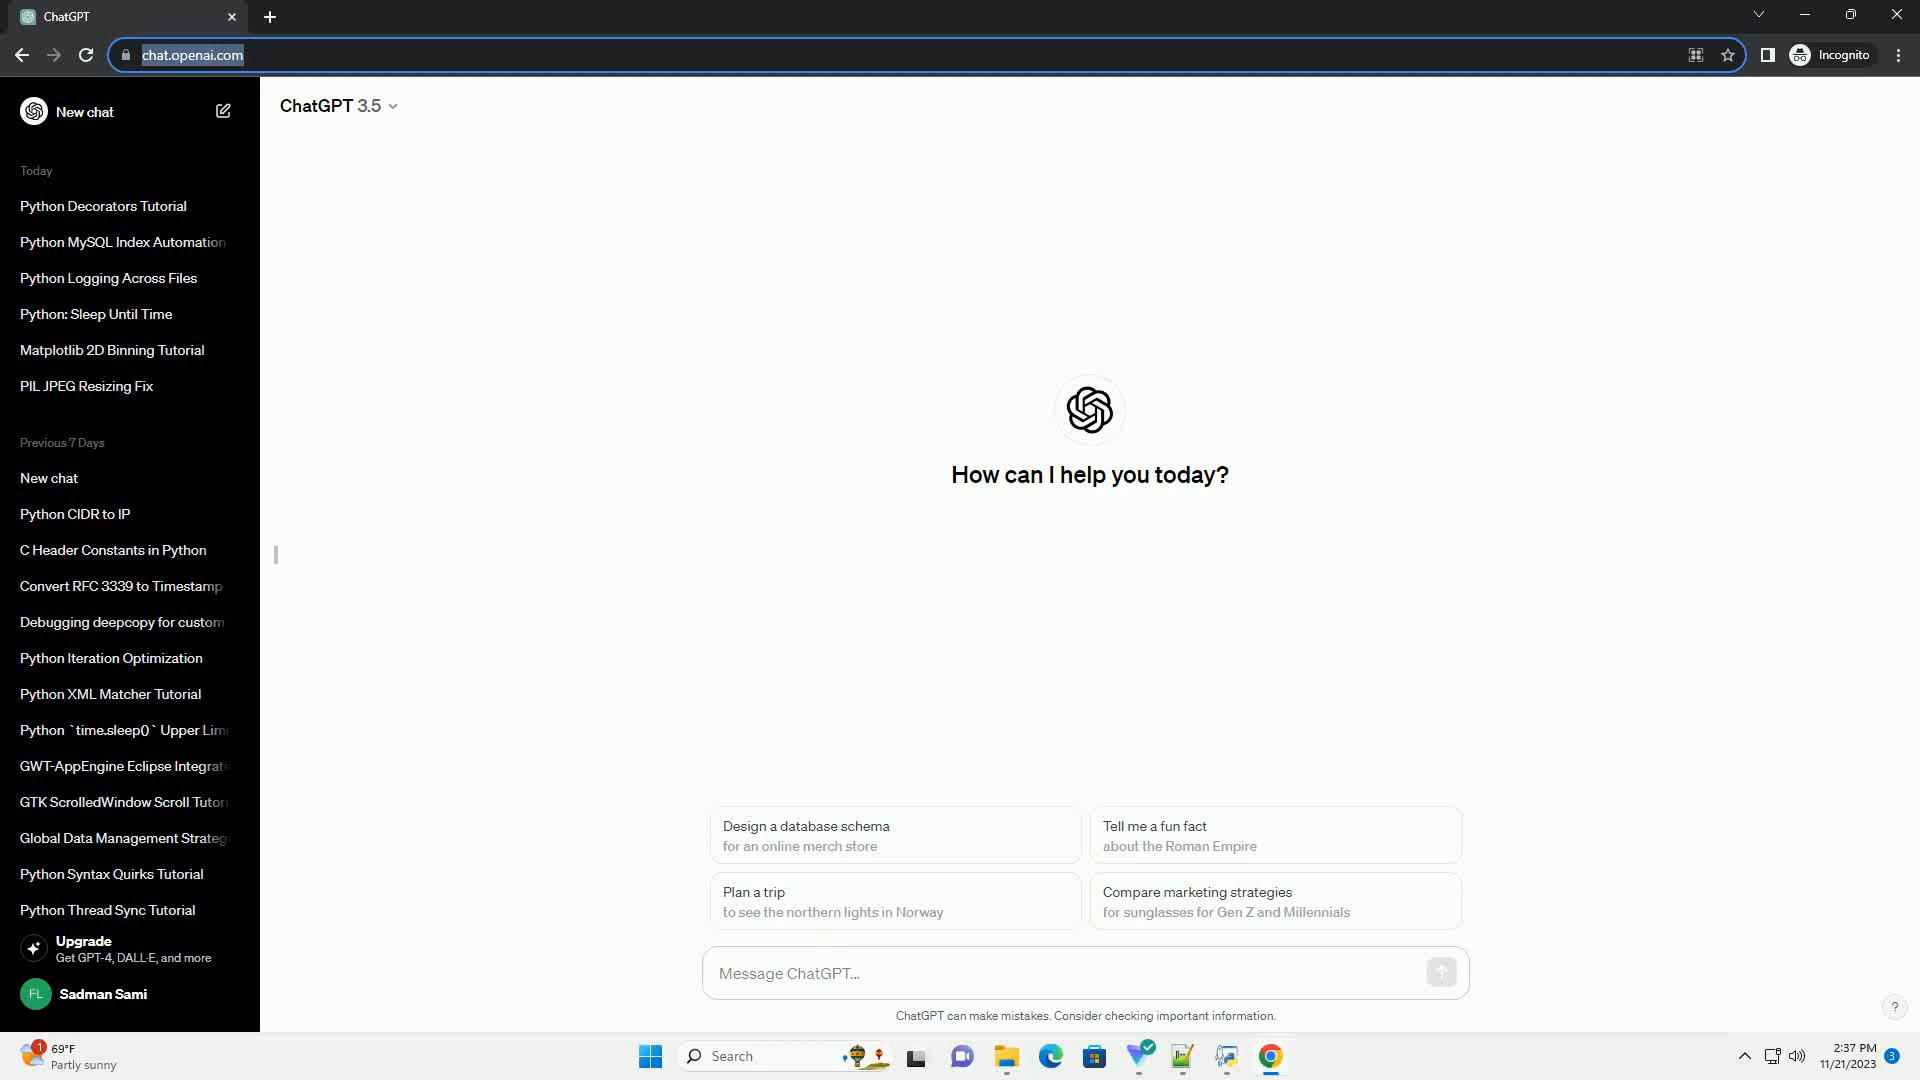 ChatGPT
chat.openai.com
Incognito
New chat
Today
Python Decorators Tutorial
Python MySQL Index Automation
Python Logging Across Files
Python: Sleep Until Time
Matplotlib 2D Binning Tutorial
PIL JPEG Resizing Fix
Previous 7 Days
New chat
Python CIDR to IP
C Header Constants in Python
Convert RFC 3339 to Timestamp
Debugging deepcopy for custom
Python Iteration Optimization
Python XML Matcher Tutorial
Python `time.sleep()` Upper Lim
GWT-AppEngine Eclipse Integrati
GTK ScrolledWindow Scroll Tutor
Global Data Management Strateg
Python Syntax Quirks Tutorial
Python Thread Sync Tutorial
Upgrade
Get GPT-4, DALL·E, and more
FL
Sadman Sami
ChatGPT 3.5
How can I help you today?
Design a database schema
for an online merch store
Tell me a fun fact
about the Roman Empire
Plan a trip
to see the northern lights in Norway
Compare marketing strategies
for sunglasses for Gen Z and Millennials
Message ChatGPT...
ChatGPT can make mistakes. Consider checking important information.
?
1
69°F
Partly sunny
Search
2:37 PM
11/21/2023
3